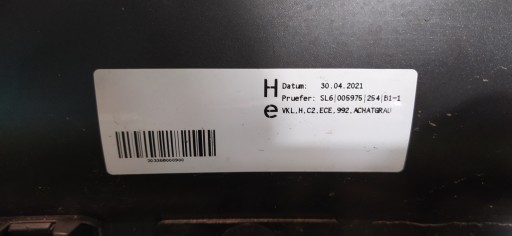 H
e
Datum: 30.04.2021
Pruefer: SL6|005975|254|B1-1
VKL,H,C2,ECE,992,ACHATGRAU